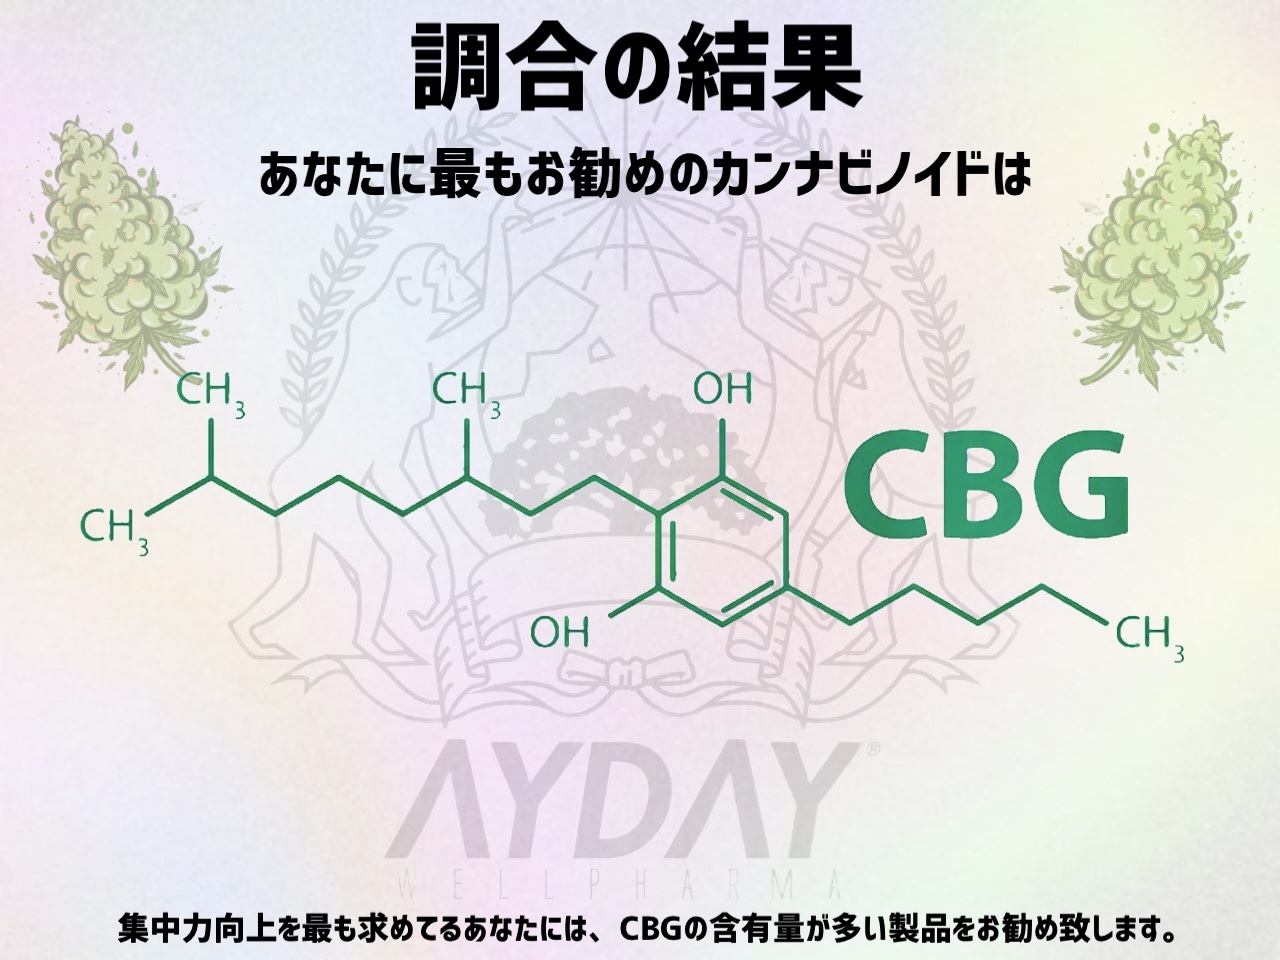 調合の結果
あなたに最もお勧めのカンナビノイドは
CH3
CH3
OH
CH3
CBG
OH
CH3
AYDAY®
WELLPHARMA
集中力向上を最も求めてるあなたには、CBGの含有量が多い製品をお勧め致します。